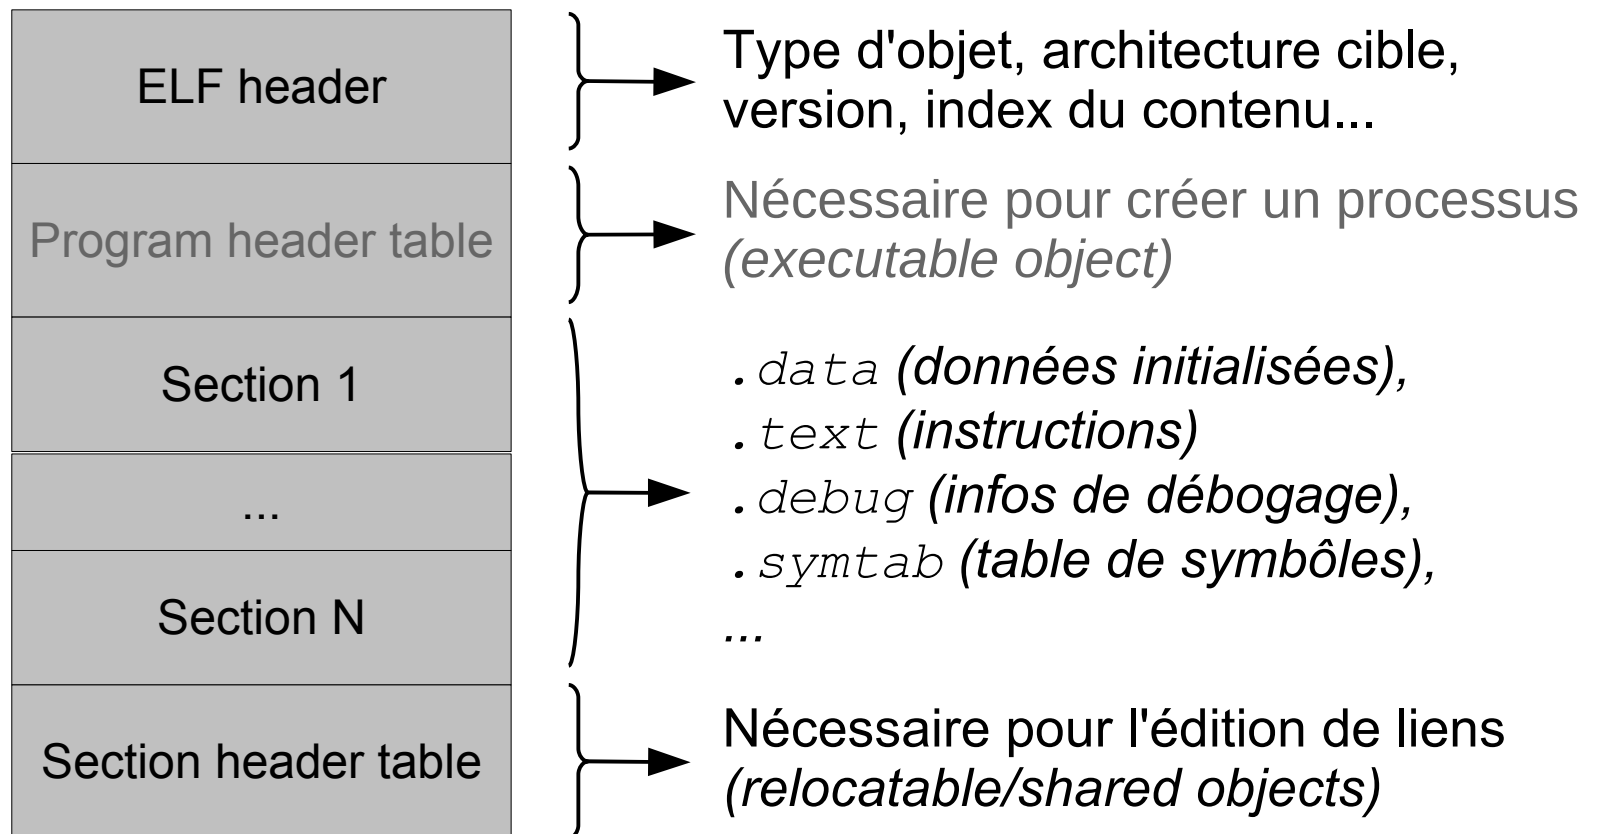 ELF header
Type d'objet, architecture cible,
version, index du contenu...
Program header table
Nécessaire pour créer un processus
(executable object)
Section 1
...
Section N
.data (données initialisées),
.text (instructions)
.debug (infos de débogage),
.symtab (table de symbôles),
...
Section header table
Nécessaire pour l'édition de liens
(relocatable/shared objects)